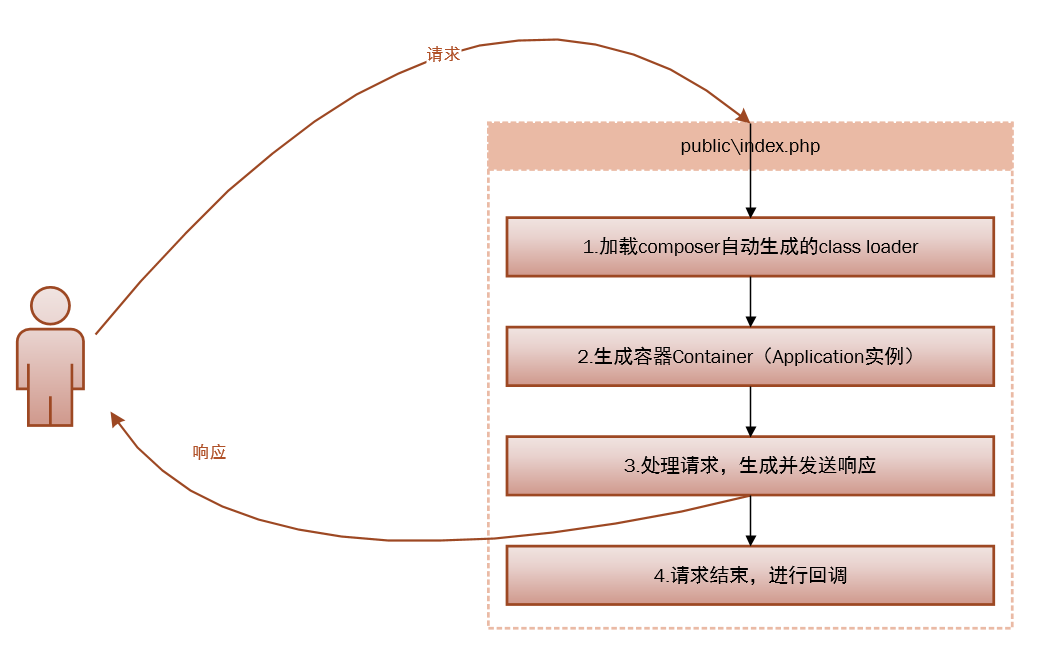 请求
public\index.php
1.加载composer自动生成的class loader
2.生成容器Container（Application实例）
3.处理请求，生成并发送响应
响应
4.请求结束，进行回调